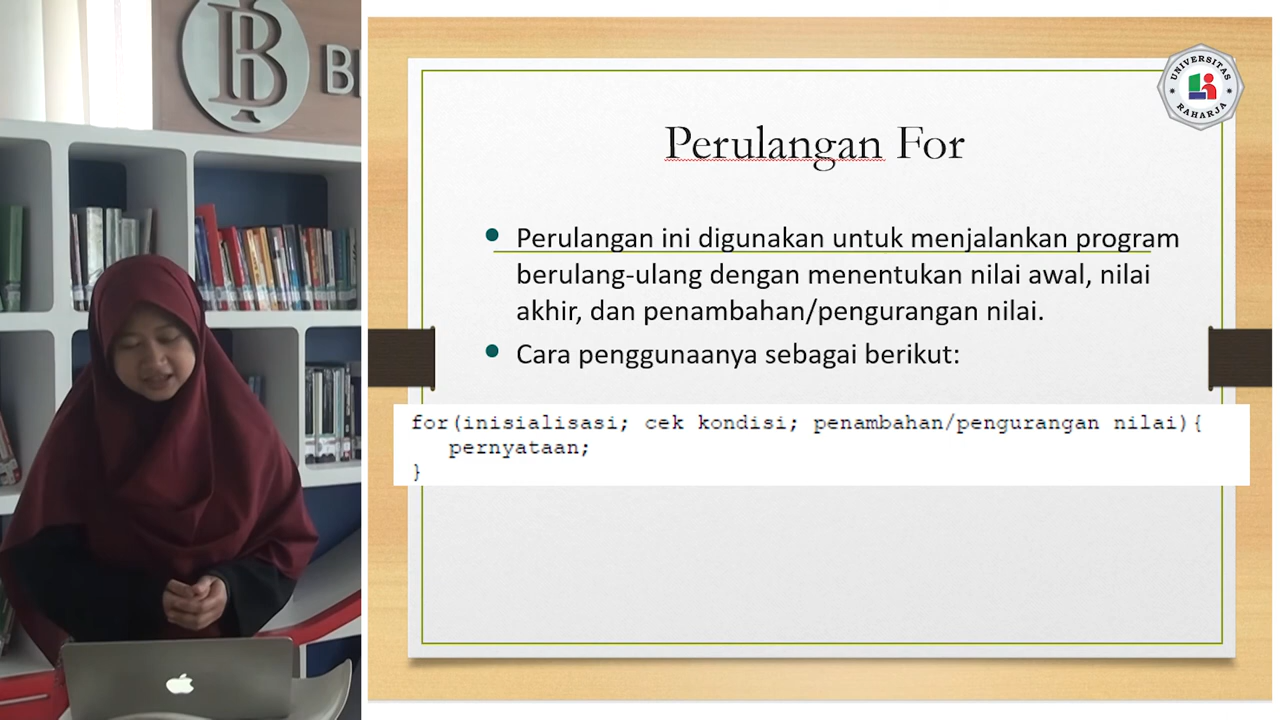 BI
UNIVERSITAS
RAHARJA
Perulangan For
Perulangan ini digunakan untuk menjalankan program
berulang-ulang dengan menentukan nilai awal, nilai
akhir, dan penambahan/pengurangan nilai.
Cara penggunaanya sebagai berikut:
for(inisialisasi; cek kondisi; penambahan/pengurangan nilai){
pernyataan;
}